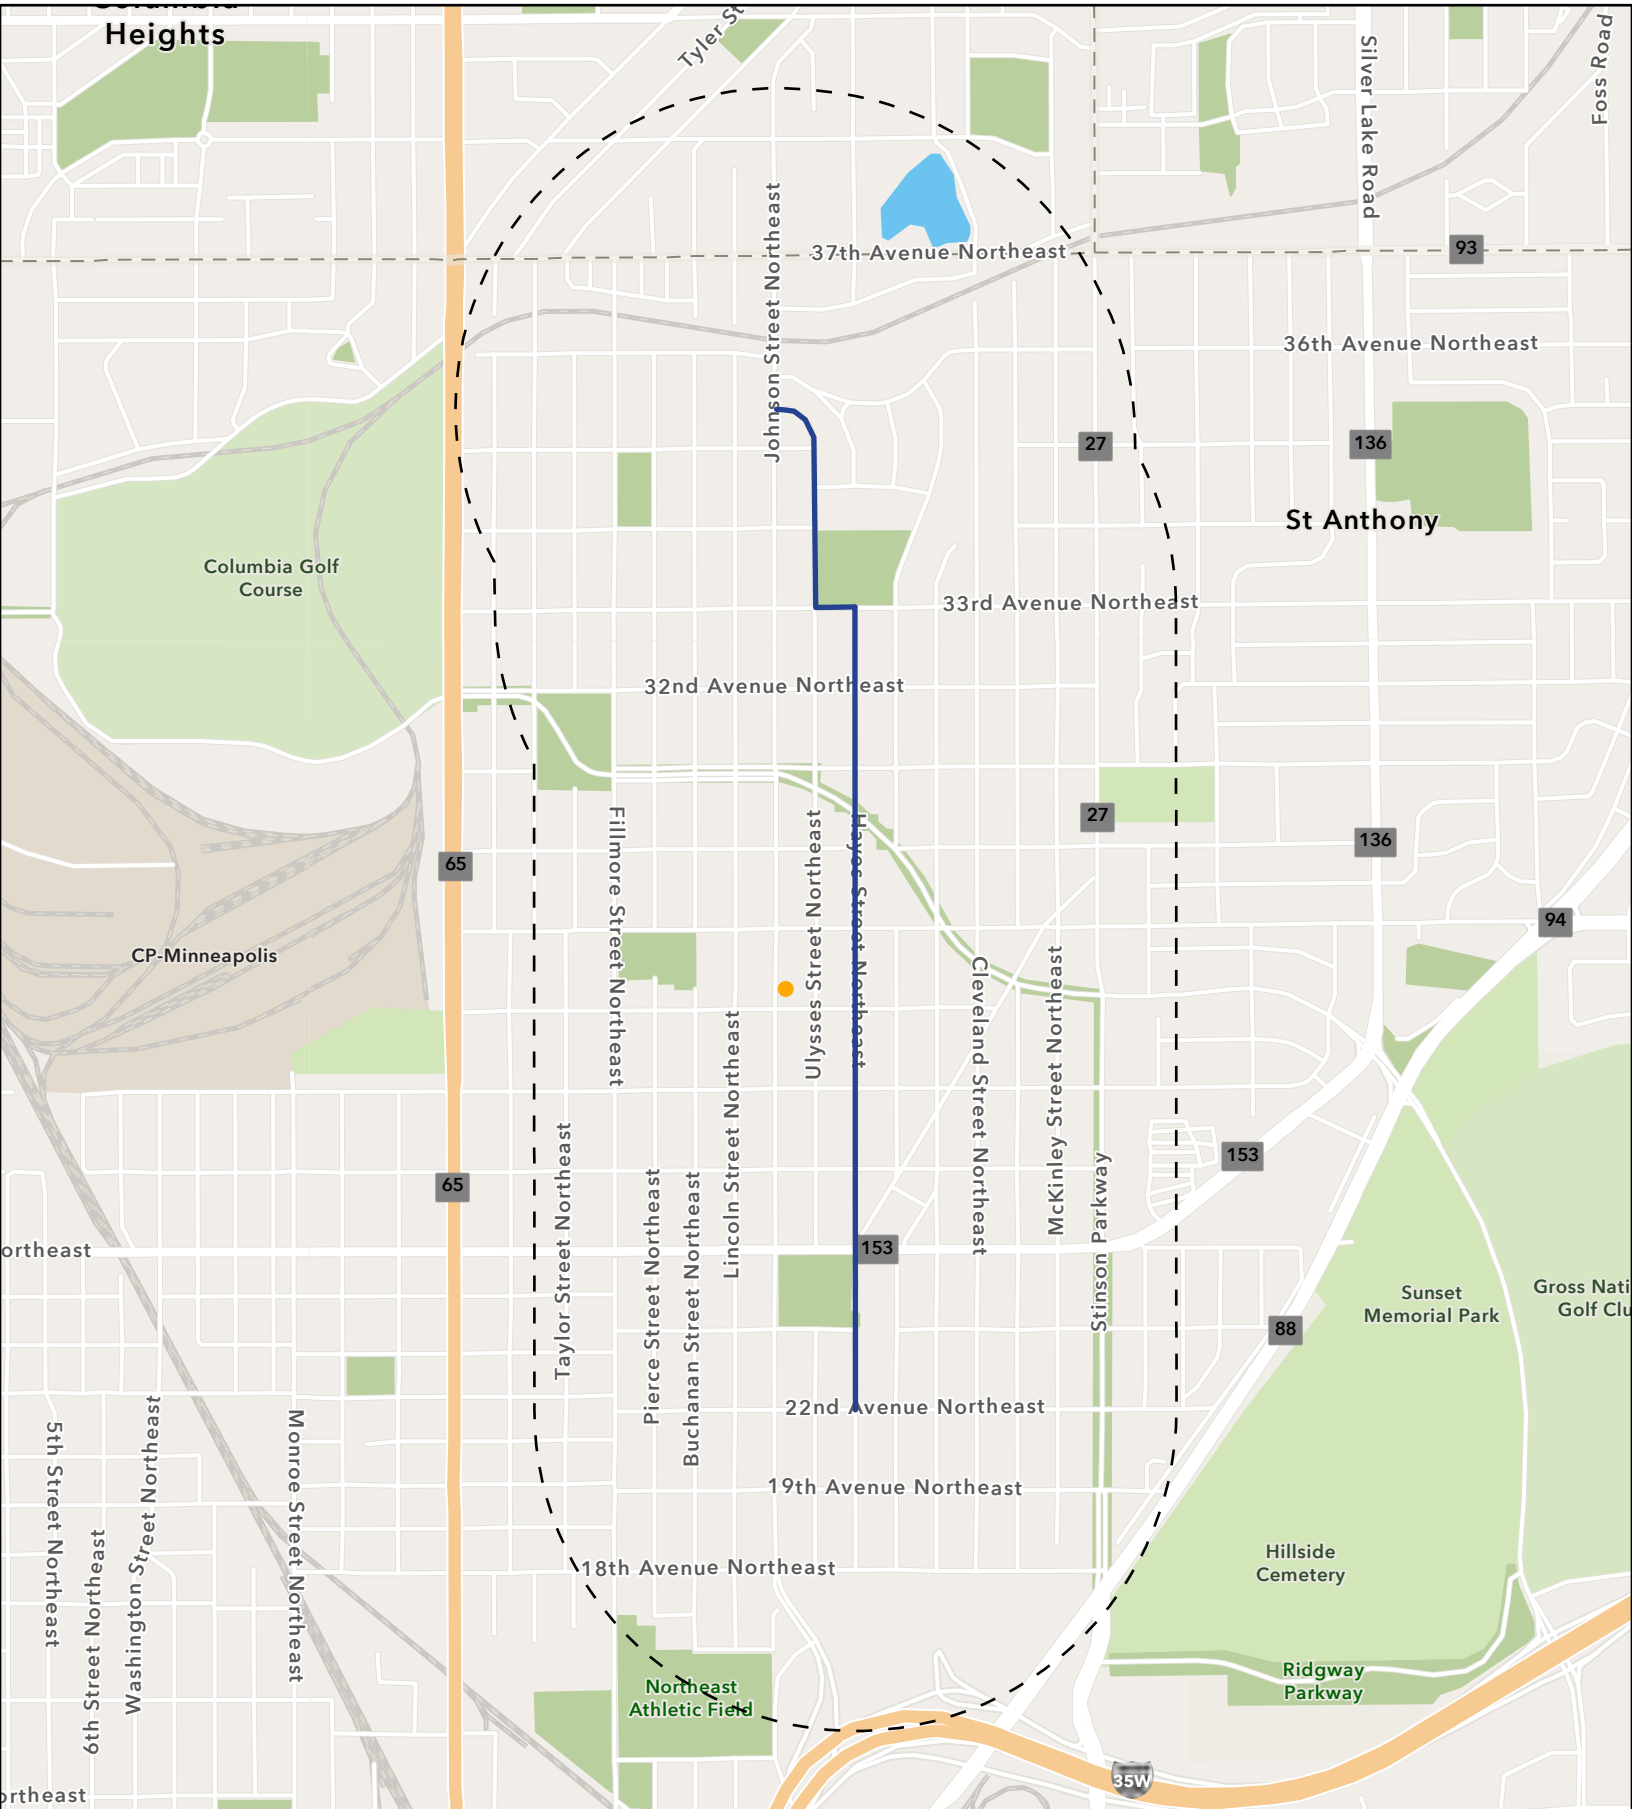 Columbia
Heights
Tyler St
Silver Lake Road
Foss Road
Johnson Street Northeast
37th Avenue Northeast
93
36th Avenue Northeast
27
136
St Anthony
Columbia Golf
Course
33rd Avenue Northeast
32nd Avenue Northeast
27
136
65
94
Fillmore Street Northeast
Ulysses Street Northeast
Hayes Street Northeast
CP-Minneapolis
Cleveland Street Northeast
McKinley Street Northeast
Lincoln Street Northeast
Taylor Street Northeast
Pierce Street Northeast
Buchanan Street Northeast
Stinson Parkway
153
65
ortheast
153
Sunset
Memorial Park
Gross Nati
Golf Clu
88
22nd Avenue Northeast
5th Street Northeast
6th Street Northeast
Washington Street Northeast
Monroe Street Northeast
19th Avenue Northeast
18th Avenue Northeast
Hillside
Cemetery
Northeast
Athletic Field
Ridgway
Parkway
35W
ortheast